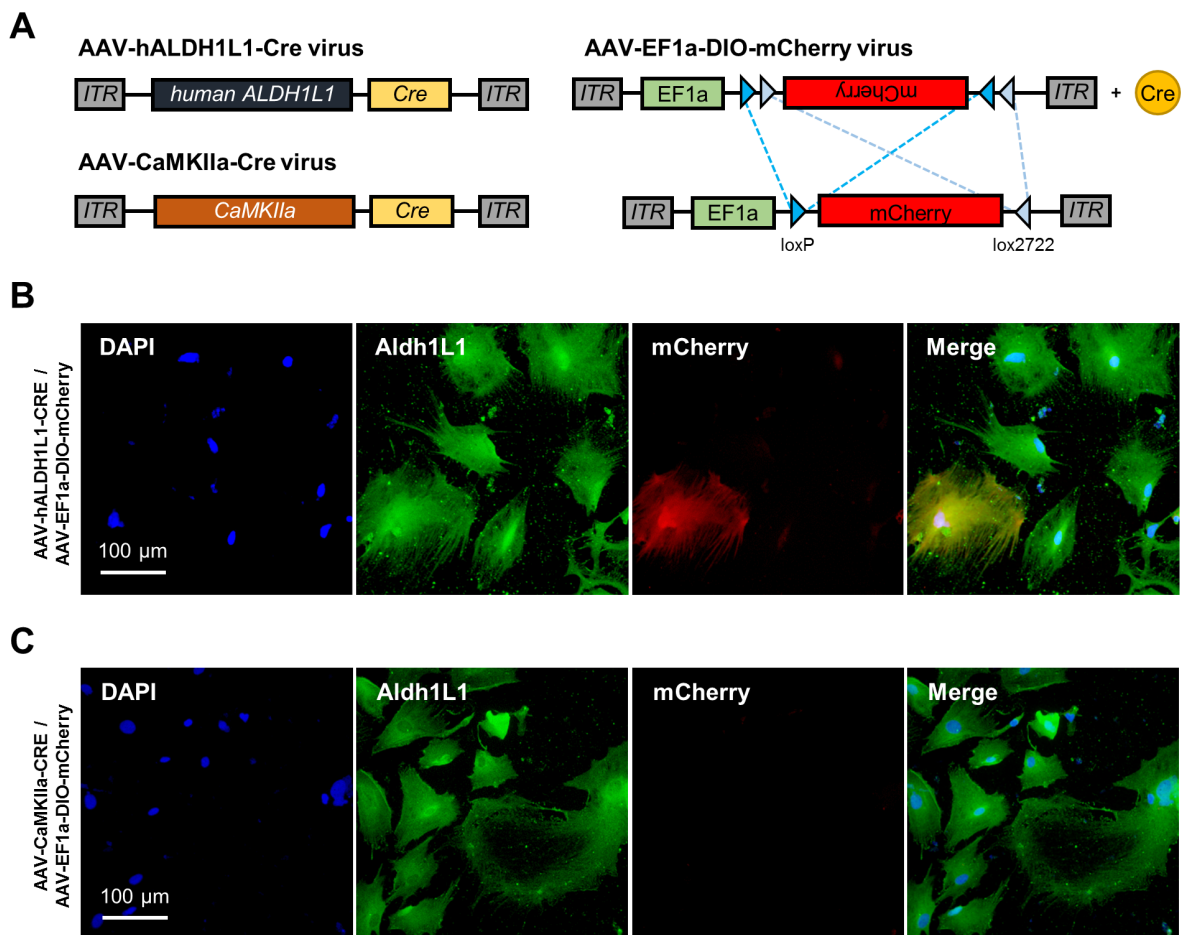 A
AAV-hALDH1L1-Cre virus
ITR human ALDH1L1 Cre ITR
AAV-CaMKIIa-Cre virus
ITR CaMKIIa Cre ITR
AAV-EF1a-DIO-mCherry virus
ITR EF1a mCherry ITR + Cre
ITR EF1a mCherry ITR
loxP lox2722
B
AAV-hALDH1L1-CRE /
AAV-EF1a-DIO-mCherry
DAPI Aldh1L1 mCherry Merge
100 µm
C
AAV-CaMKIIa-CRE /
AAV-EF1a-DIO-mCherry
DAPI Aldh1L1 mCherry Merge
100 µm